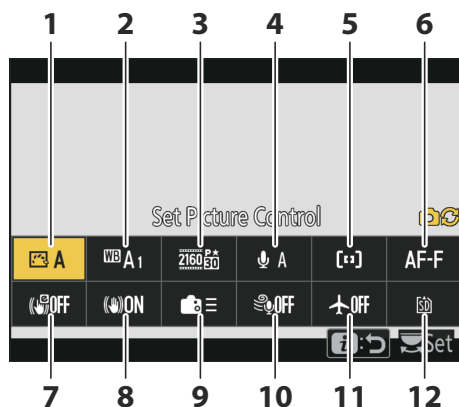 1 2 3 4 5 6
Set Picture Control
A WB A1 2160 P★ 30 A AF-F
OFF ON OFF OFF SD
i: Set
7 8 9 10 11 12